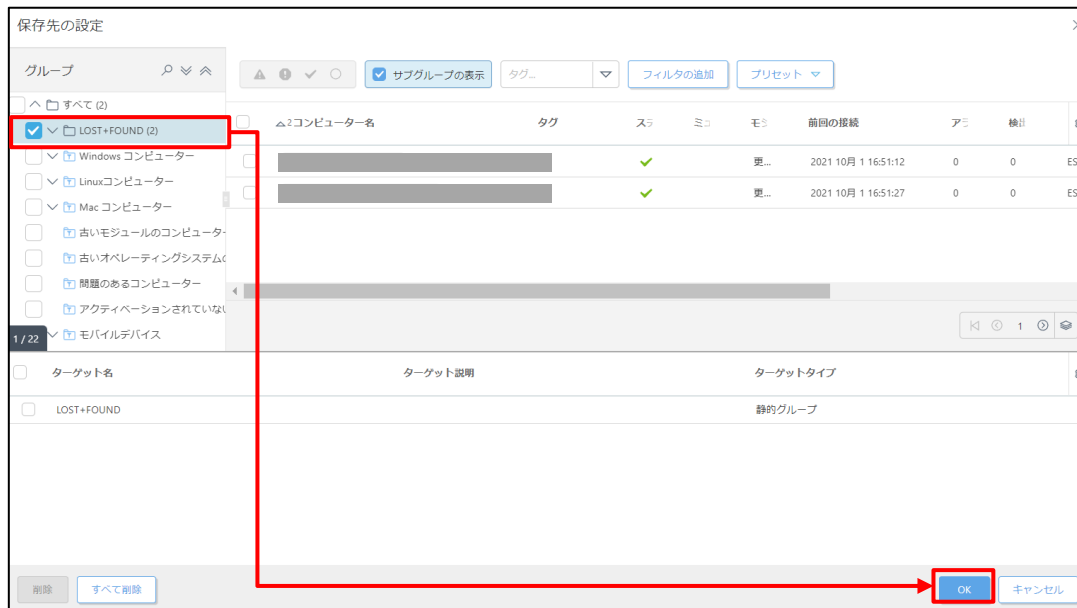 保存先の設定
グループ
サブグループの表示
タグ...
フィルタの追加
プリセット
すべて (2)
LOST+FOUND (2)
Windows コンピューター
Linuxコンピューター
Mac コンピューター
古いモジュールのコンピューター
古いオペレーティングシステムの
問題のあるコンピューター
アクティベーションされていない
モバイルデバイス
1 / 22
2コンピューター名 タグ ス ミ モ 前回の接続 ア 検
更... 2021 10月 1 16:51:12 0 0 ES
更... 2021 10月 1 16:51:27 0 0 ES
1
ターゲット名 ターゲット説明 ターゲットタイプ
LOST+FOUND 静的グループ
削除 すべて削除 OK キャンセル